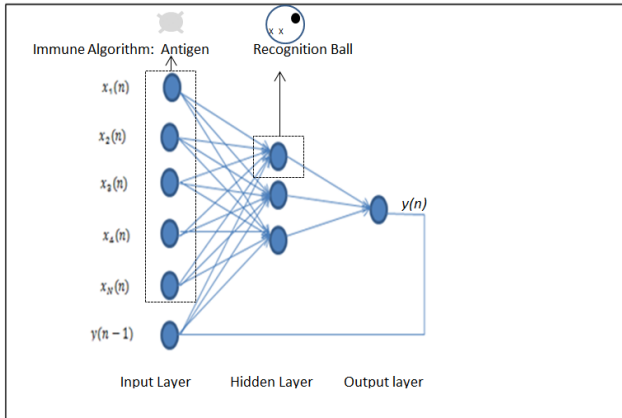 x x
Immune Algorithm: Antigen Recognition Ball
x₁(n)
x₂(n)
x₃(n)
x₄(n)
y(n)
x_N(n)
y(n − 1)
Input Layer Hidden Layer Output layer